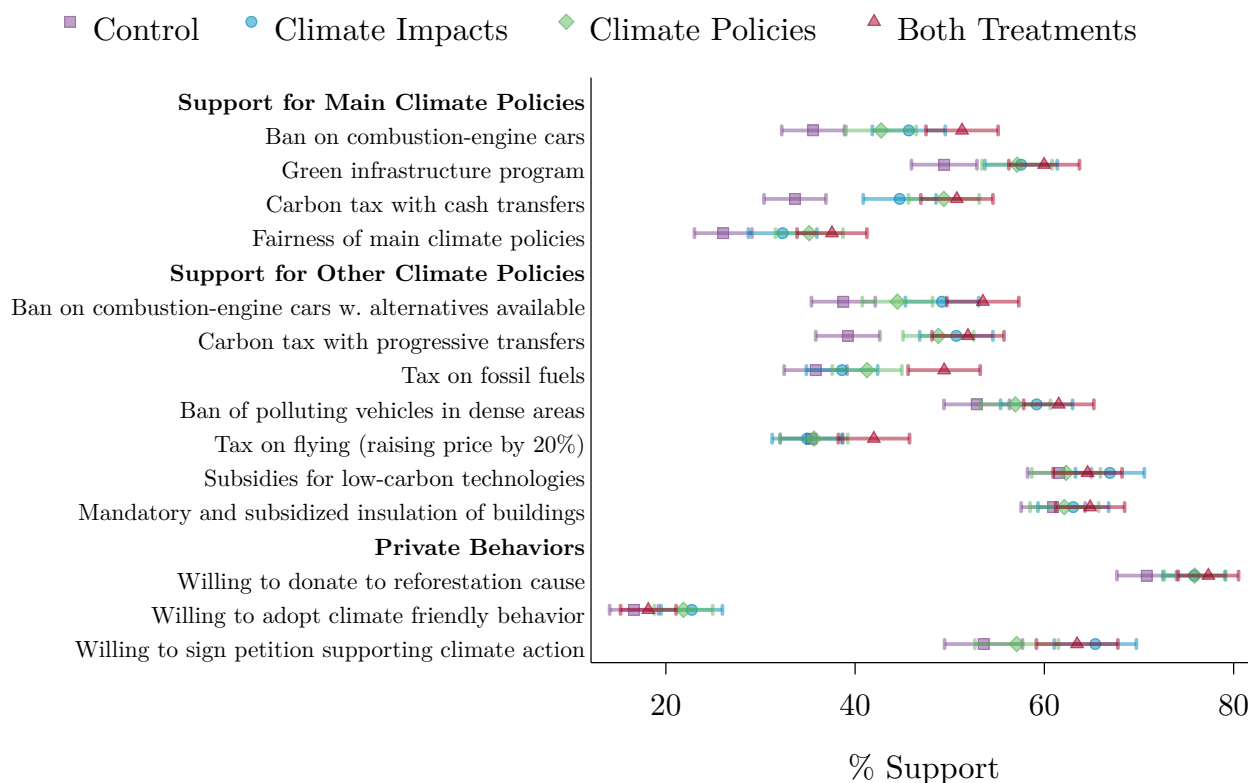 Control Climate Impacts Climate Policies Both Treatments
Support for Main Climate Policies
Ban on combustion-engine cars
Green infrastructure program
Carbon tax with cash transfers
Fairness of main climate policies
Support for Other Climate Policies
Ban on combustion-engine cars w. alternatives available
Carbon tax with progressive transfers
Tax on fossil fuels
Ban of polluting vehicles in dense areas
Tax on flying (raising price by 20%)
Subsidies for low-carbon technologies
Mandatory and subsidized insulation of buildings
Private Behaviors
Willing to donate to reforestation cause
Willing to adopt climate friendly behavior
Willing to sign petition supporting climate action
20 40 60 80
% Support